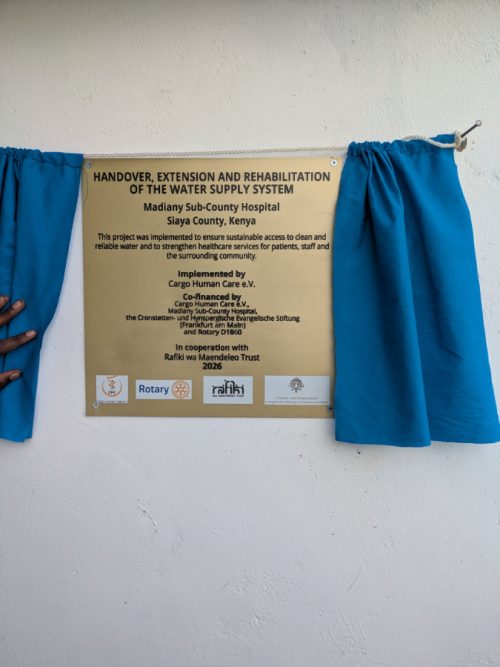 HANDOVER, EXTENSION AND REHABILITATION
OF THE WATER SUPPLY SYSTEM
Madiany Sub-County Hospital
Siaya County, Kenya
This project was implemented to ensure sustainable access to clean and
reliable water and to strengthen healthcare services for patients, staff and
the surrounding community.
Implemented by
Cargo Human Care e.V.
Co-financed by
Cargo Human Care e.V.,
Madiany Sub-County Hospital,
the Cronstetten- und Hynspergische Evangelische Stiftung
(Frankfurt am Main)
and Rotary D1860
In cooperation with
Rafiki wa Maendeleo Trust
2026
Rotary
rafiki